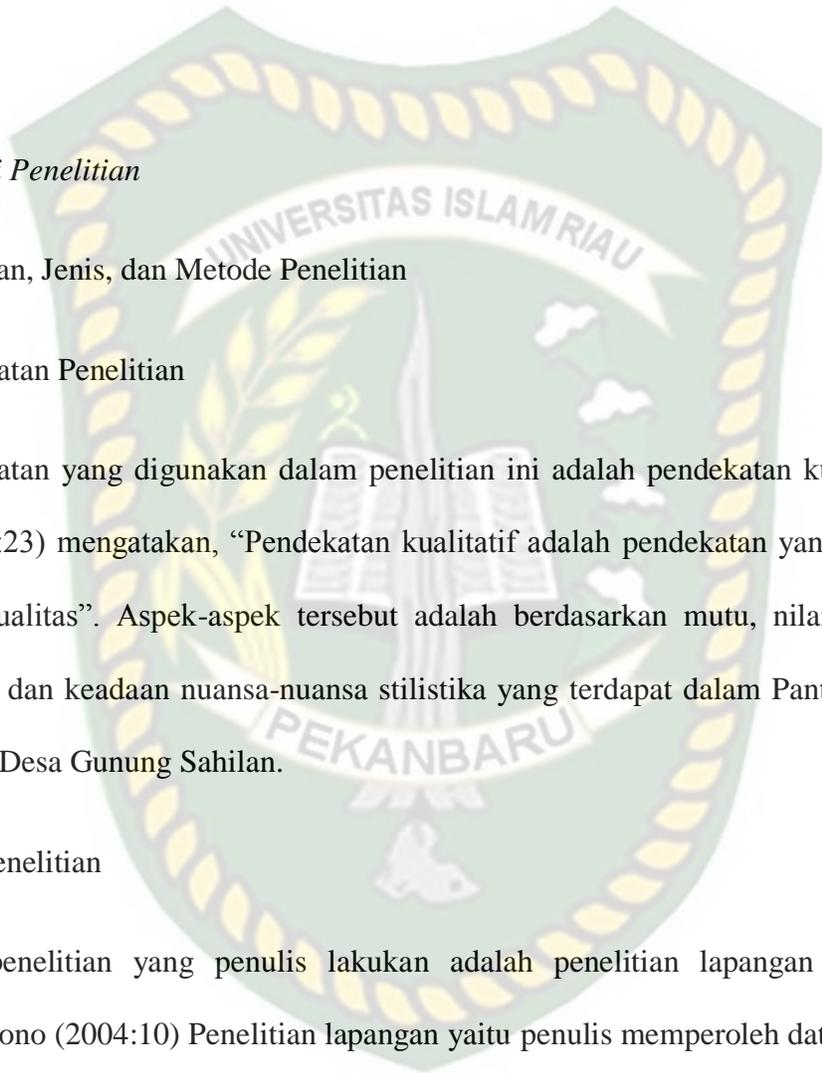 i Penelitian
UNIVERSITAS ISLAM RIAU
an, Jenis, dan Metode Penelitian
atan Penelitian
atan yang digunakan dalam penelitian ini adalah pendekatan ku
:23) mengatakan, “Pendekatan kualitatif adalah pendekatan yan
ualitas”. Aspek-aspek tersebut adalah berdasarkan mutu, nilai
dan keadaan nuansa-nuansa stilistika yang terdapat dalam Pant
PEKANBARU
Desa Gunung Sahilan.
enelitian
penelitian yang penulis lakukan adalah penelitian lapangan
ono (2004:10) Penelitian lapangan yaitu penulis memperoleh dat